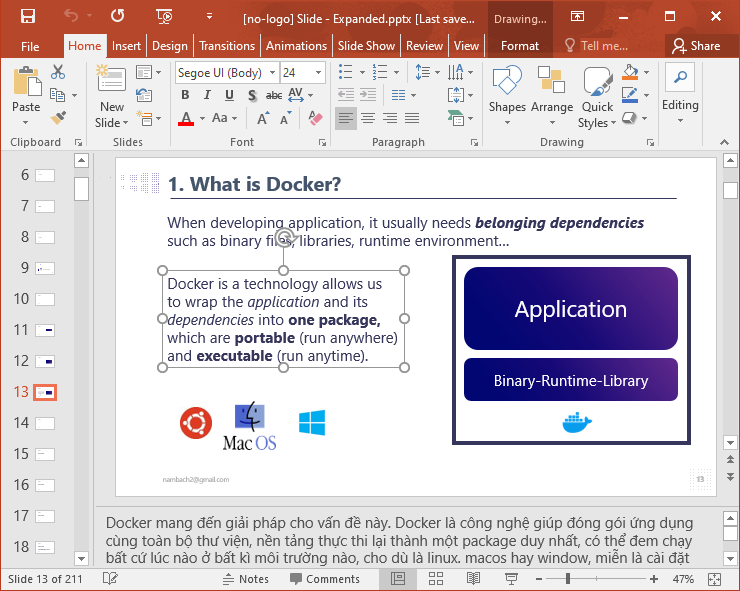 [no-logo] Slide - Expanded.pptx [Last save...
Drawing...
File
Home
Insert
Design
Transitions
Animations
Slide Show
Review
View
Format
Tell me...
Share
Paste
New
Slide
Segoe UI (Body)
24
B I U S abc AV
A Aa A A
Shapes
Arrange
Quick
Styles
Editing
Clipboard
Slides
Font
Paragraph
Drawing
6
7
8
9
10
11
12
13
14
15
16
17
18
1. What is Docker?
When developing application, it usually needs belonging dependencies
such as binary files, libraries, runtime environment...
Docker is a technology allows us
to wrap the application and its
dependencies into one package,
which are portable (run anywhere)
and executable (run anytime).
Application
Binary-Runtime-Library
Mac OS
nambach2@gmail.com
13
Docker mang đến giải pháp cho vấn đề này. Docker là công nghệ giúp đóng gói ứng dụng
cùng toàn bộ thư viện, nền tảng thực thi lại thành một package duy nhất, có thể đem chạy
bất cứ lúc nào ở bất kì môi trường nào, cho dù là linux. macos hay window, miễn là cài đặt
Slide 13 of 211
Notes
Comments
47%